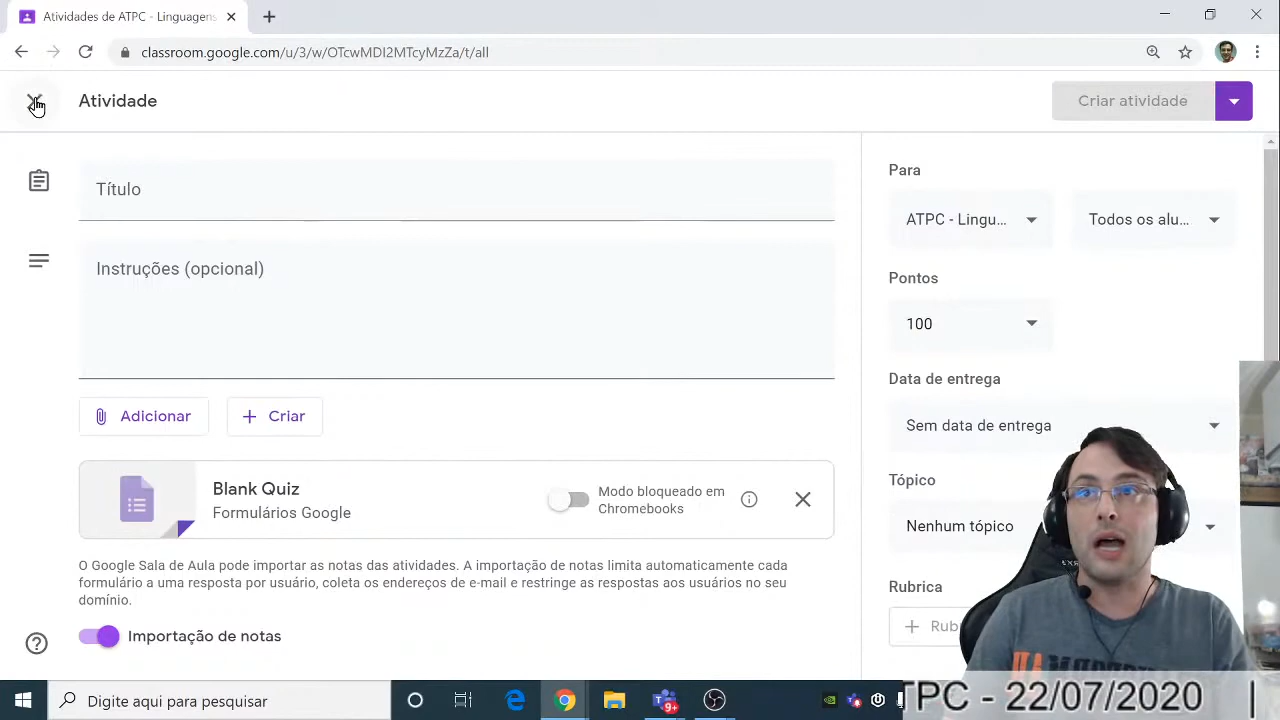 Atividades de ATPC - Linguagens
classroom.google.com/u/3/w/OTcwMDI2MTcyMzZa/t/all
Atividade
Criar atividade
Título
Instruções (opcional)
Adicionar
Criar
Blank Quiz
Formulários Google
Modo bloqueado em
Chromebooks
O Google Sala de Aula pode importar as notas das atividades. A importação de notas limita automaticamente cada
formulário a uma resposta por usuário, coleta os endereços de e-mail e restringe as respostas aos usuários no seu
domínio.
Importação de notas
Para
ATPC - Lingu...
Todos os alu...
Pontos
100
Data de entrega
Sem data de entrega
Tópico
Nenhum tópico
Rubrica
Rub
Digite aqui para pesquisar
9+
TPC - 22/07/2020 |